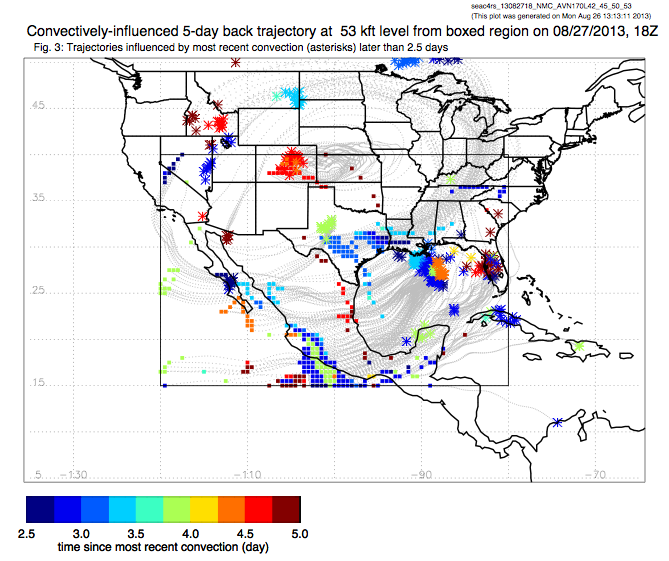 seac4rs_13082718_NMC_AVN170L42_45_50_53
(This plot was generated on Mon Aug 26 13:13:11 2013)
Convectively-influenced 5-day back trajectory at 53 kft level from boxed region on 08/27/2013, 18Z
Fig. 3: Trajectories influenced by most recent convection (asterisks) later than 2.5 days
45
35
25
15
5. -130 -110 -90 -70
2.5 3.0 3.5 4.0 4.5 5.0
time since most recent convection (day)